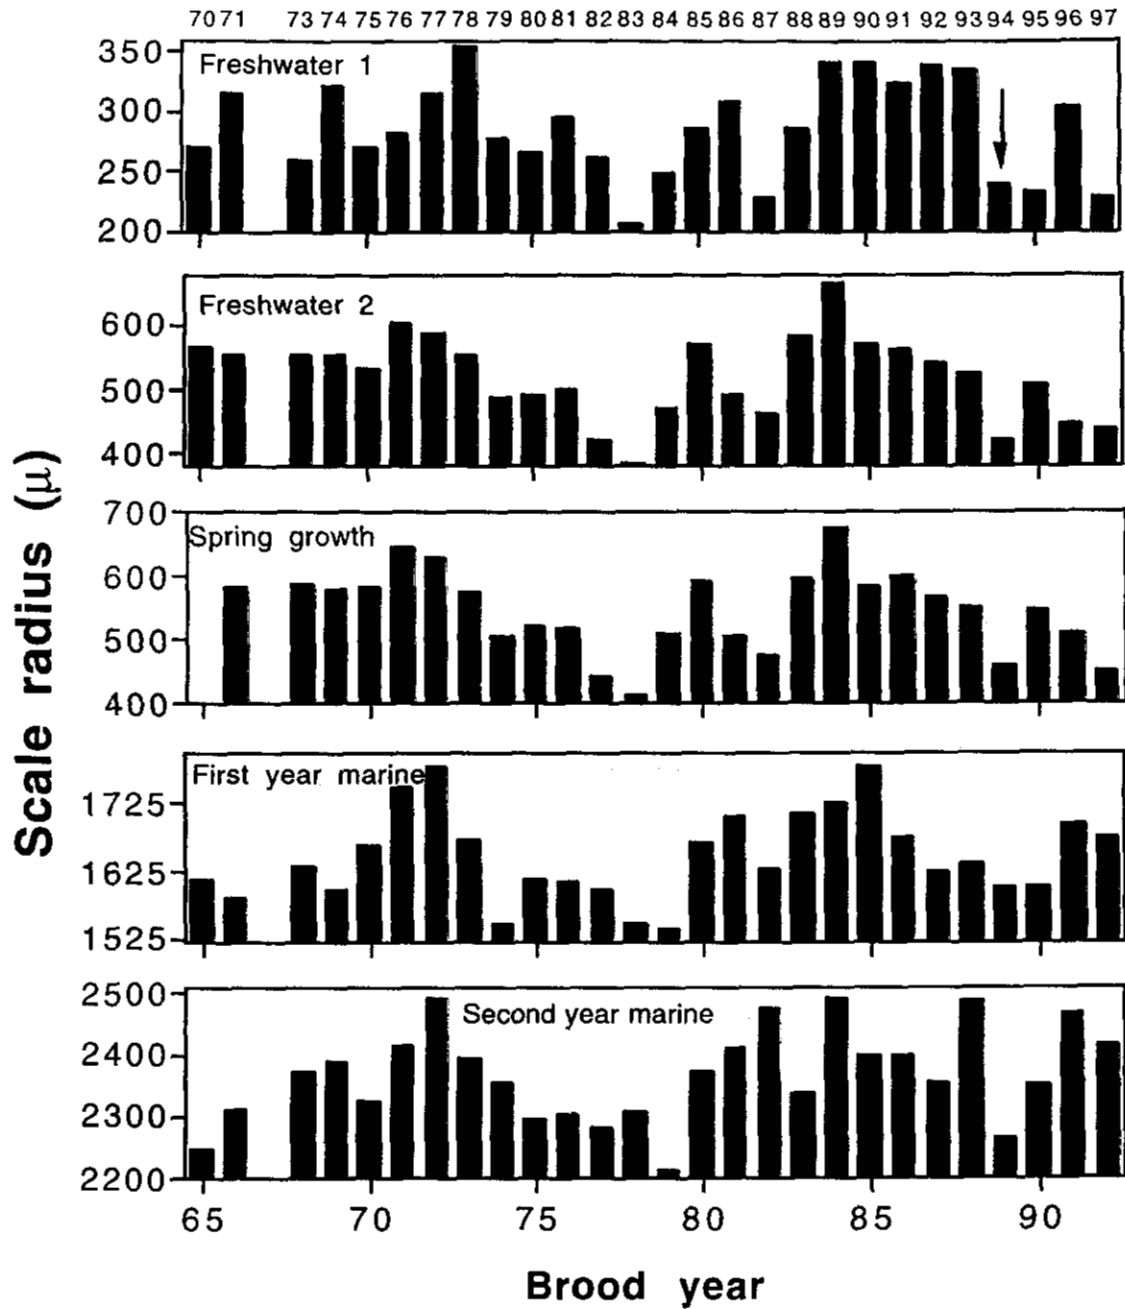 70 71 73 74 75 76 77 78 79 80 81 82 83 84 85 86 87 88 89 90 91 92 93 94 95 96 97
Freshwater 1
350
300
250
200
Freshwater 2
600
500
400
Spring growth
700
600
500
400
First year marine
1725
1625
1525
Second year marine
2500
2400
2300
2200
65 70 75 80 85 90
Scale radius (µ)
Brood year